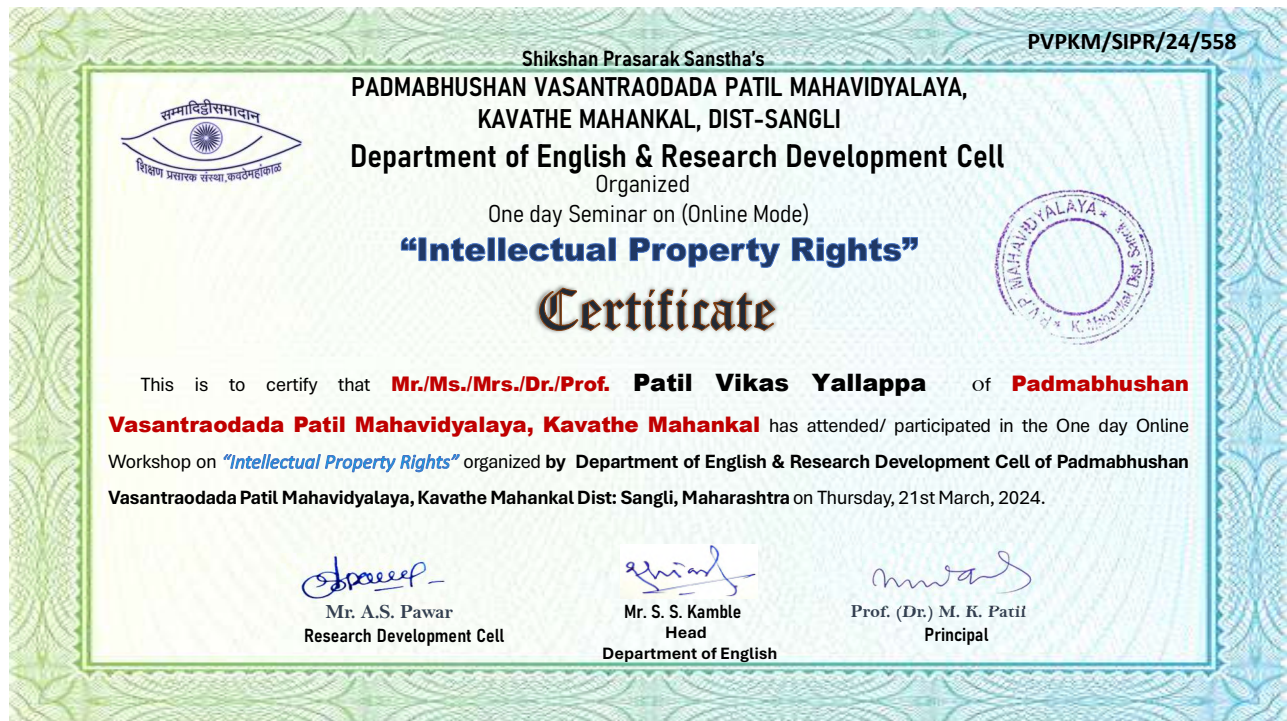 PVPKM/SIPR/24/558
Shikshan Prasarak Sanstha's
PADMABHUSHAN VASANTRAODADA PATIL MAHAVIDYALAYA,
KAVATHE MAHANKAL, DIST-SANGLI
सम्मादिट्ठीसमादान
शिक्षण प्रसारक संस्था,कवठेमहांकाळ
Department of English & Research Development Cell
Organized
One day Seminar on (Online Mode)
“Intellectual Property Rights”
P.V.P. MAHAVIDYALAYA * K. Mahankal, Dist. Sangli *
Certificate
This is to certify that Mr./Ms./Mrs./Dr./Prof. Patil Vikas Yallappa of Padmabhushan
Vasantraodada Patil Mahavidyalaya, Kavathe Mahankal has attended/ participated in the One day Online
Workshop on “Intellectual Property Rights” organized by Department of English & Research Development Cell of Padmabhushan
Vasantraodada Patil Mahavidyalaya, Kavathe Mahankal Dist: Sangli, Maharashtra on Thursday, 21st March, 2024.
Mr. A.S. Pawar
Research Development Cell
Mr. S. S. Kamble
Head
Department of English
Prof. (Dr.) M. K. Patil
Principal